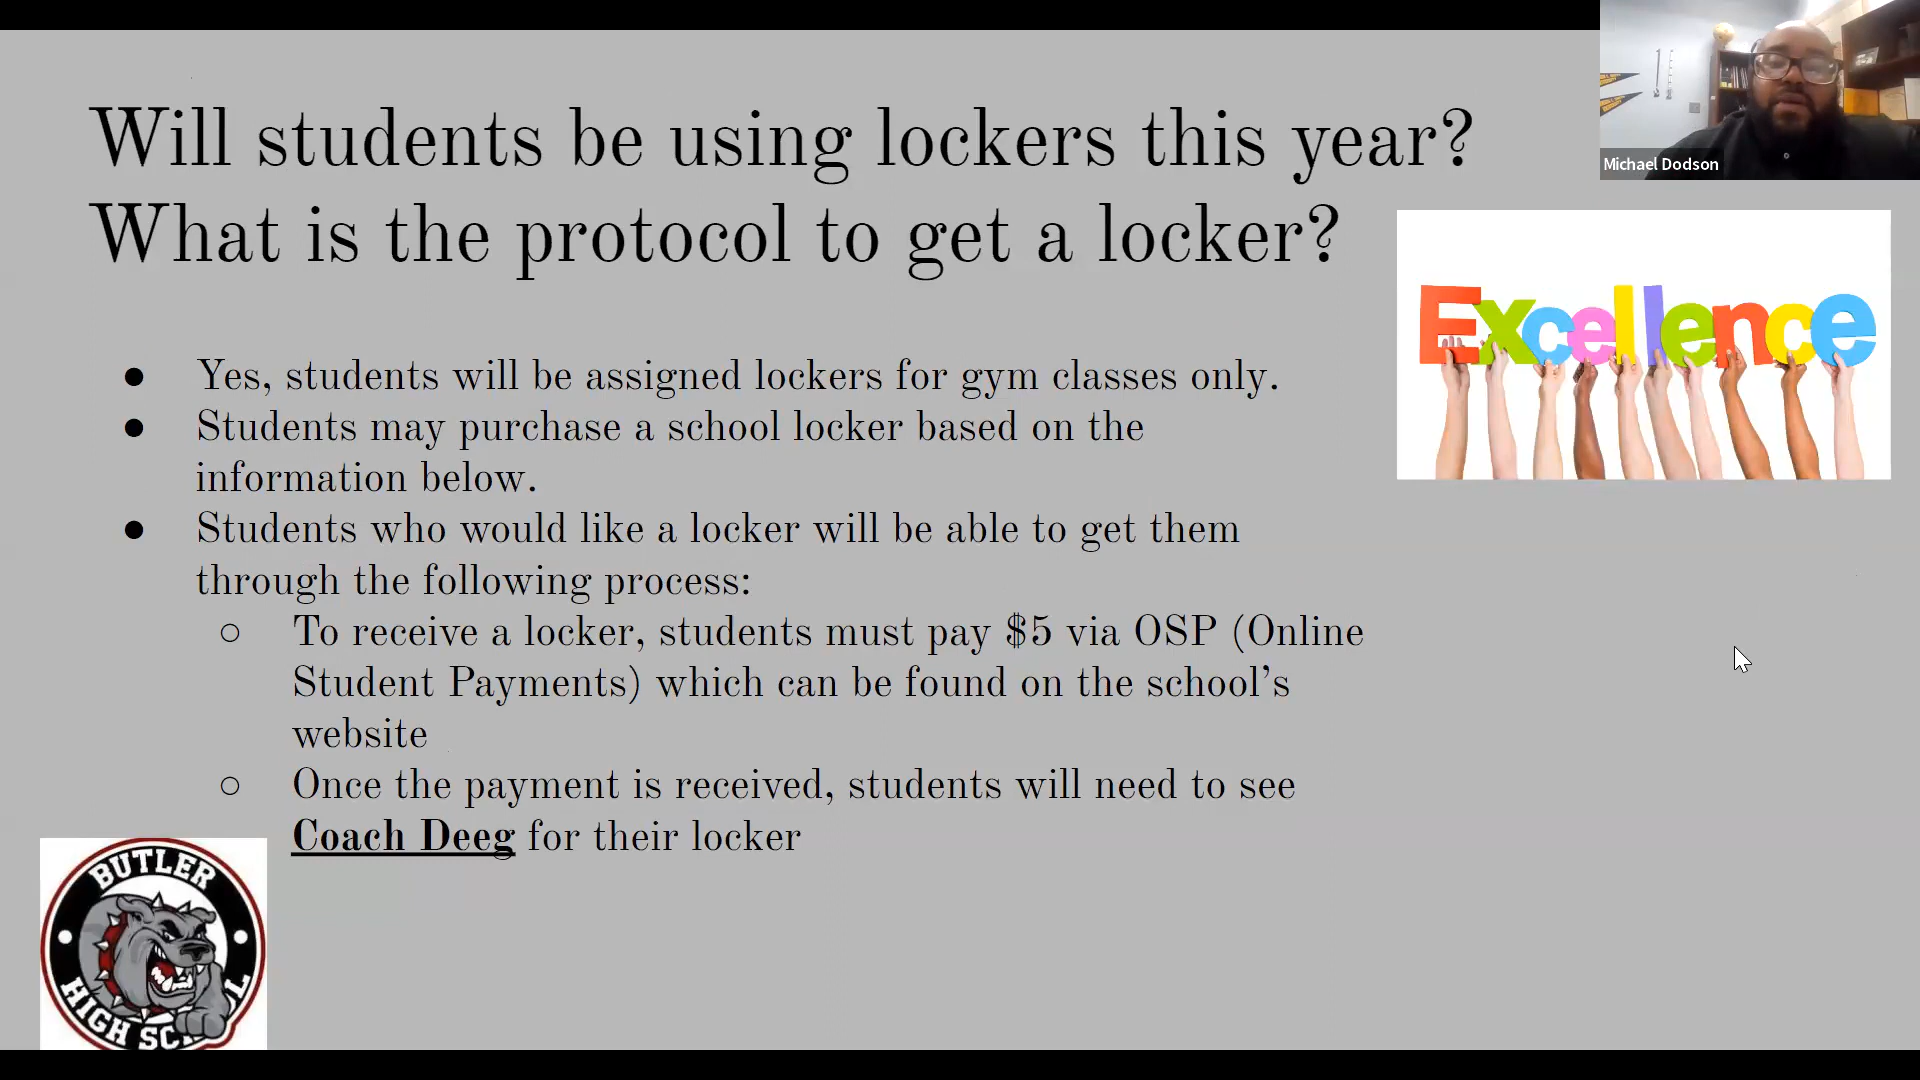 Will students be using lockers this year?
What is the protocol to get a locker?
Michael Dodson
Excellence
● Yes, students will be assigned lockers for gym classes only.
● Students may purchase a school locker based on the
information below.
● Students who would like a locker will be able to get them
through the following process:
○ To receive a locker, students must pay $5 via OSP (Online
Student Payments) which can be found on the school’s
website
○ Once the payment is received, students will need to see
Coach Deeg for their locker
BUTLER
HIGH SC
L